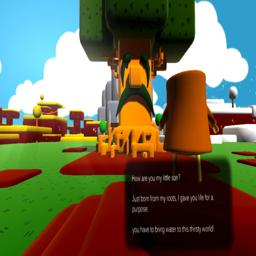 How are you my little son?
Just born from my roots, I gave you life for a
purpose:
you have to bring water to this thirsty world!